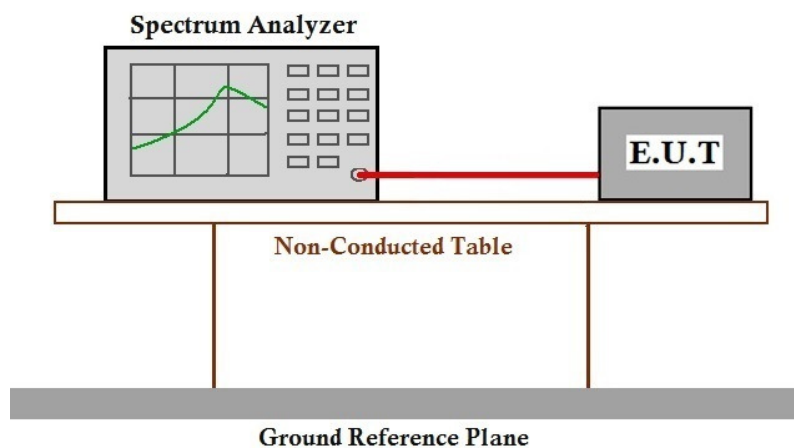 Spectrum Analyzer
E.U.T
Non-Conducted Table
Ground Reference Plane